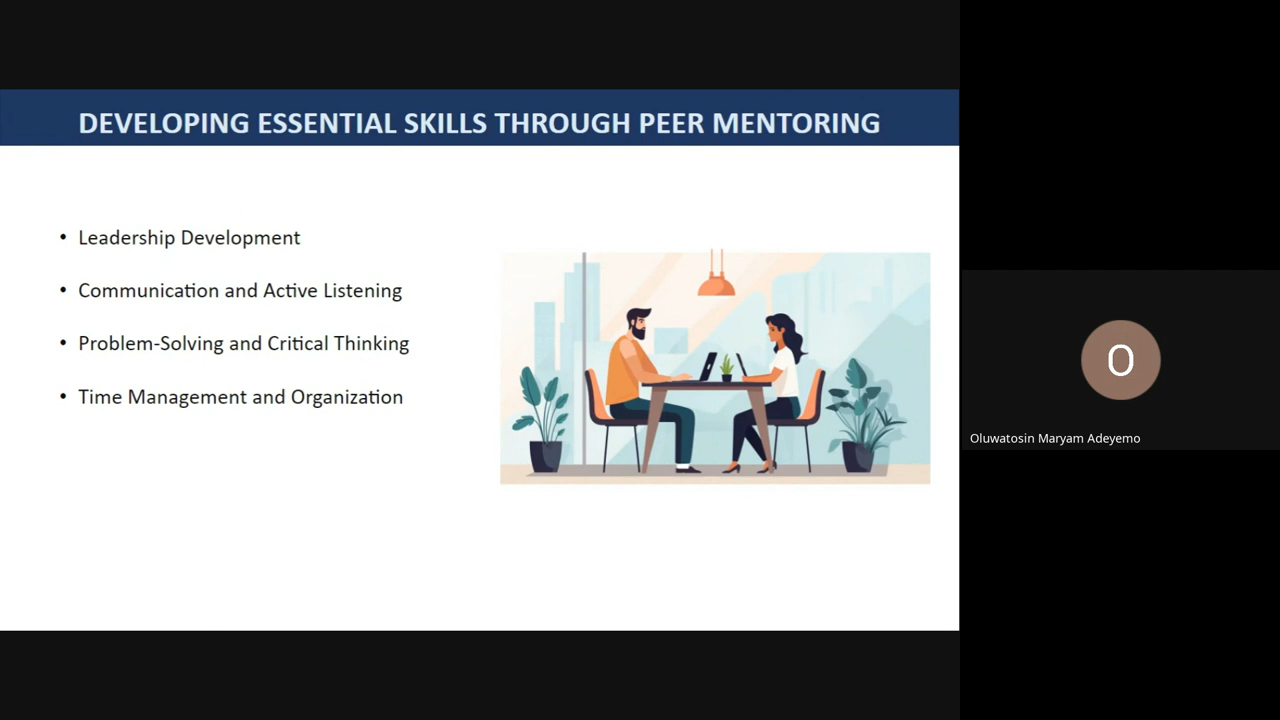 DEVELOPING ESSENTIAL SKILLS THROUGH PEER MENTORING
• Leadership Development
• Communication and Active Listening
• Problem-Solving and Critical Thinking
• Time Management and Organization
O
Oluwatosin Maryam Adeyemo